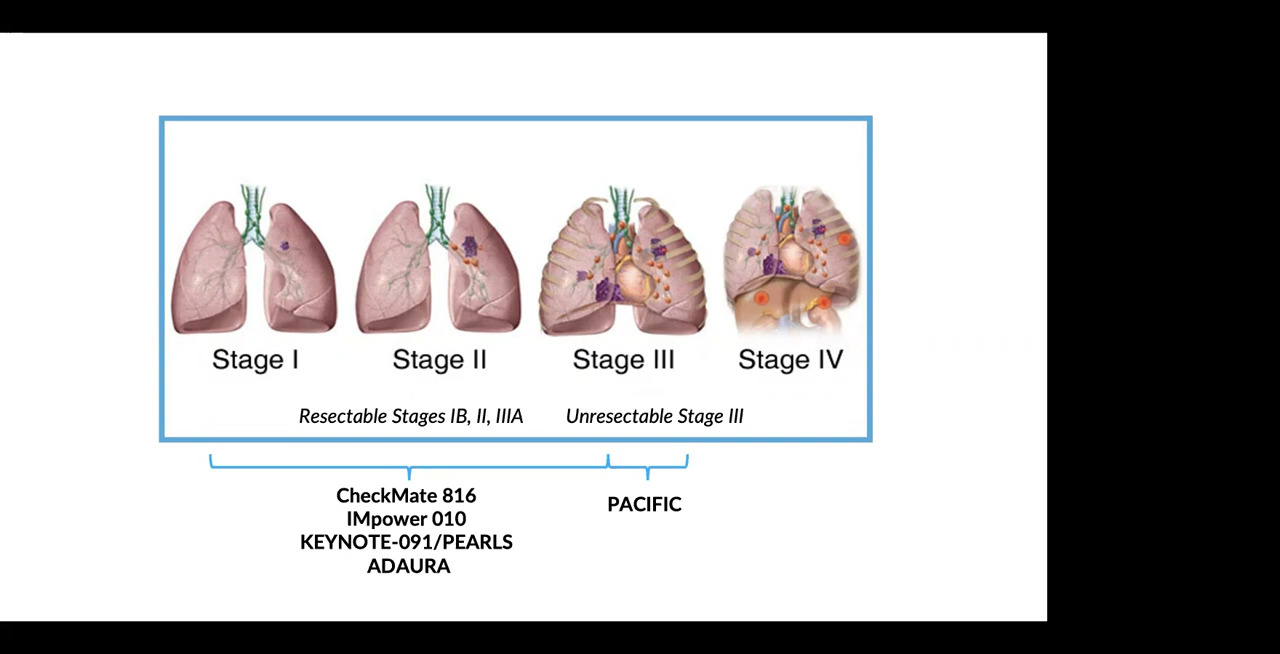 Stage I
Stage II
Stage III
Stage IV
Resectable Stages IB, II, IIIA
Unresectable Stage III
CheckMate 816
IMpower 010
KEYNOTE-091/PEARLS
ADAURA
PACIFIC